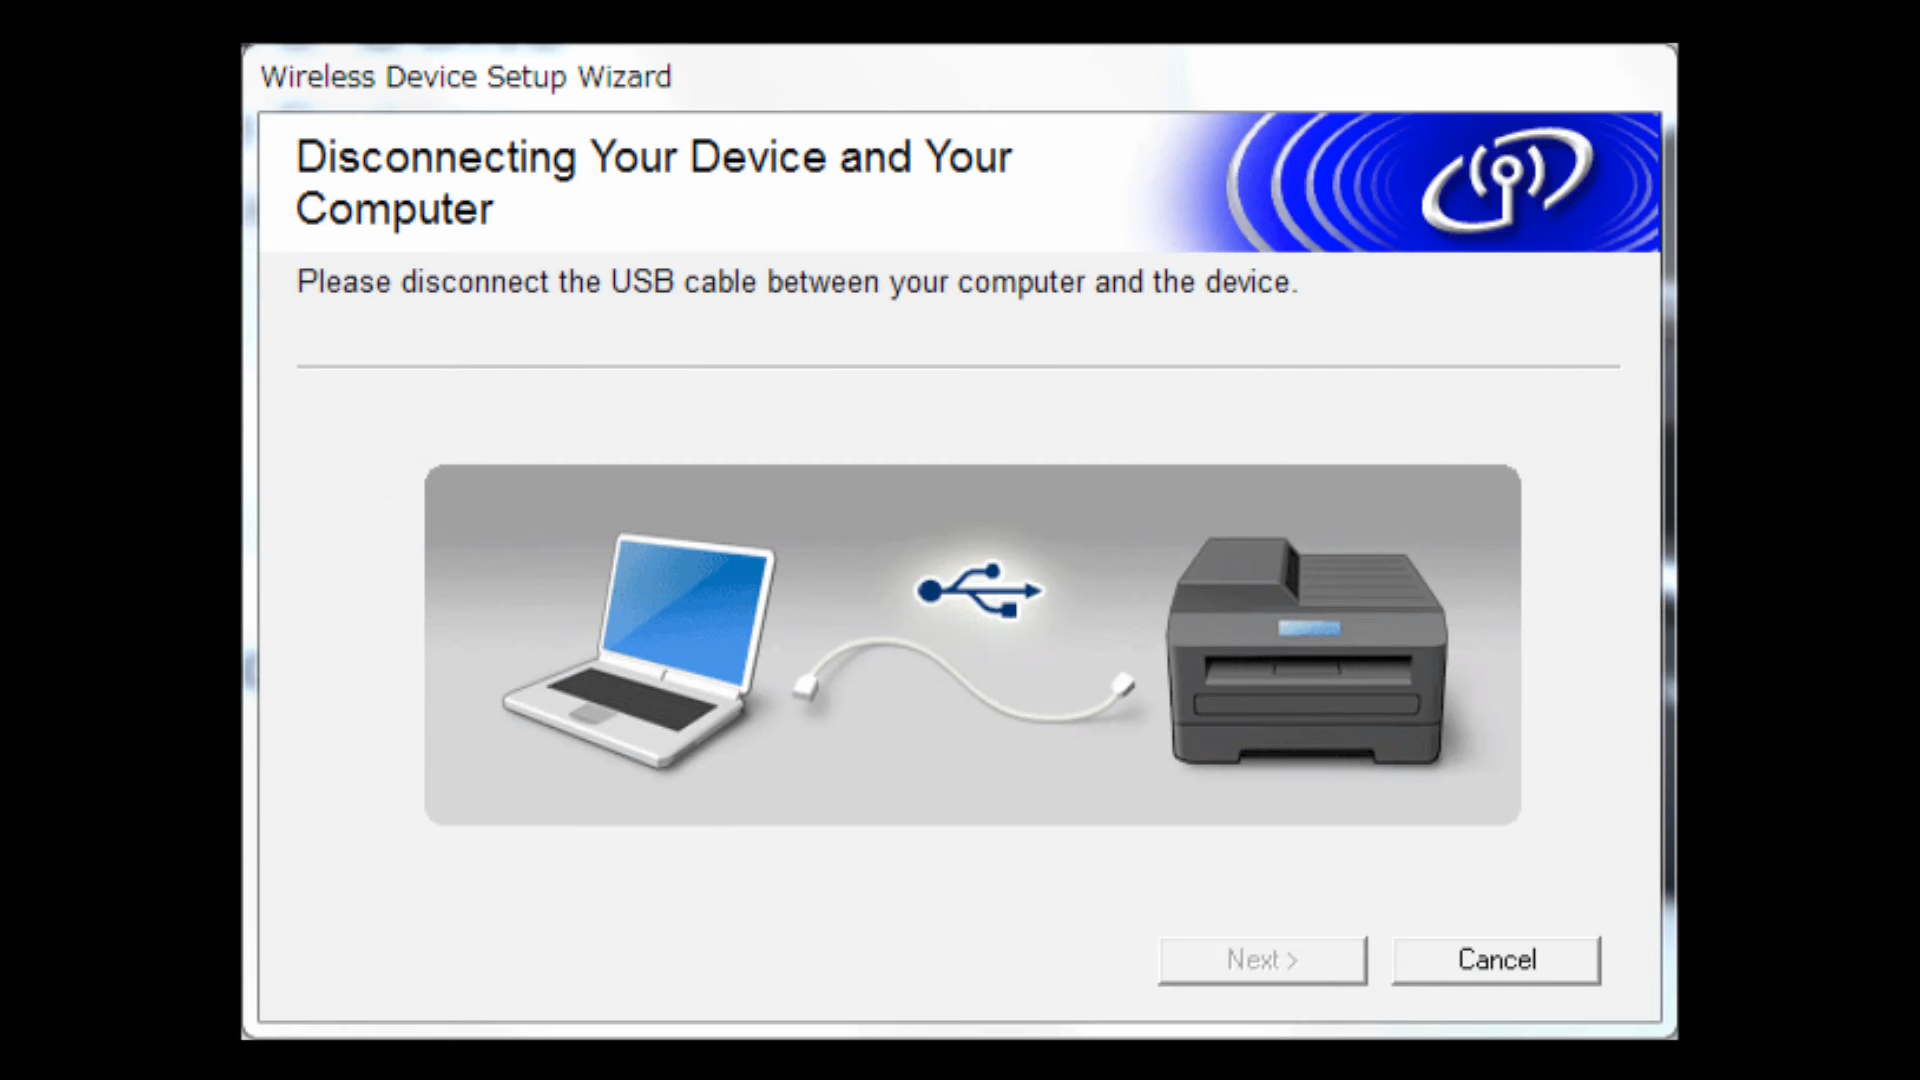 Wireless Device Setup Wizard
Disconnecting Your Device and Your
Computer
Please disconnect the USB cable between your computer and the device.
Next >
Cancel